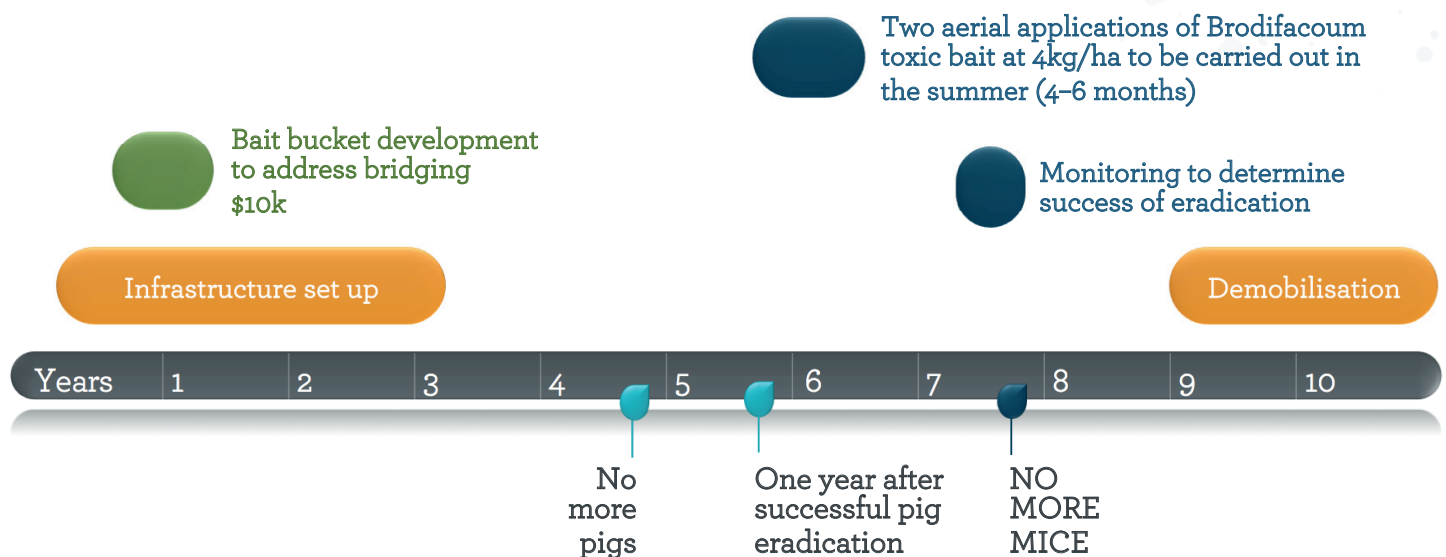 Two aerial applications of Brodifacoum
toxic bait at 4kg/ha to be carried out in
the summer (4–6 months)
Bait bucket development
to address bridging
$10k
Monitoring to determine
success of eradication
Infrastructure set up
Demobilisation
Years 1 2 3 4 5 6 7 8 9 10
No
more
pigs
One year after
successful pig
eradication
NO
MORE
MICE